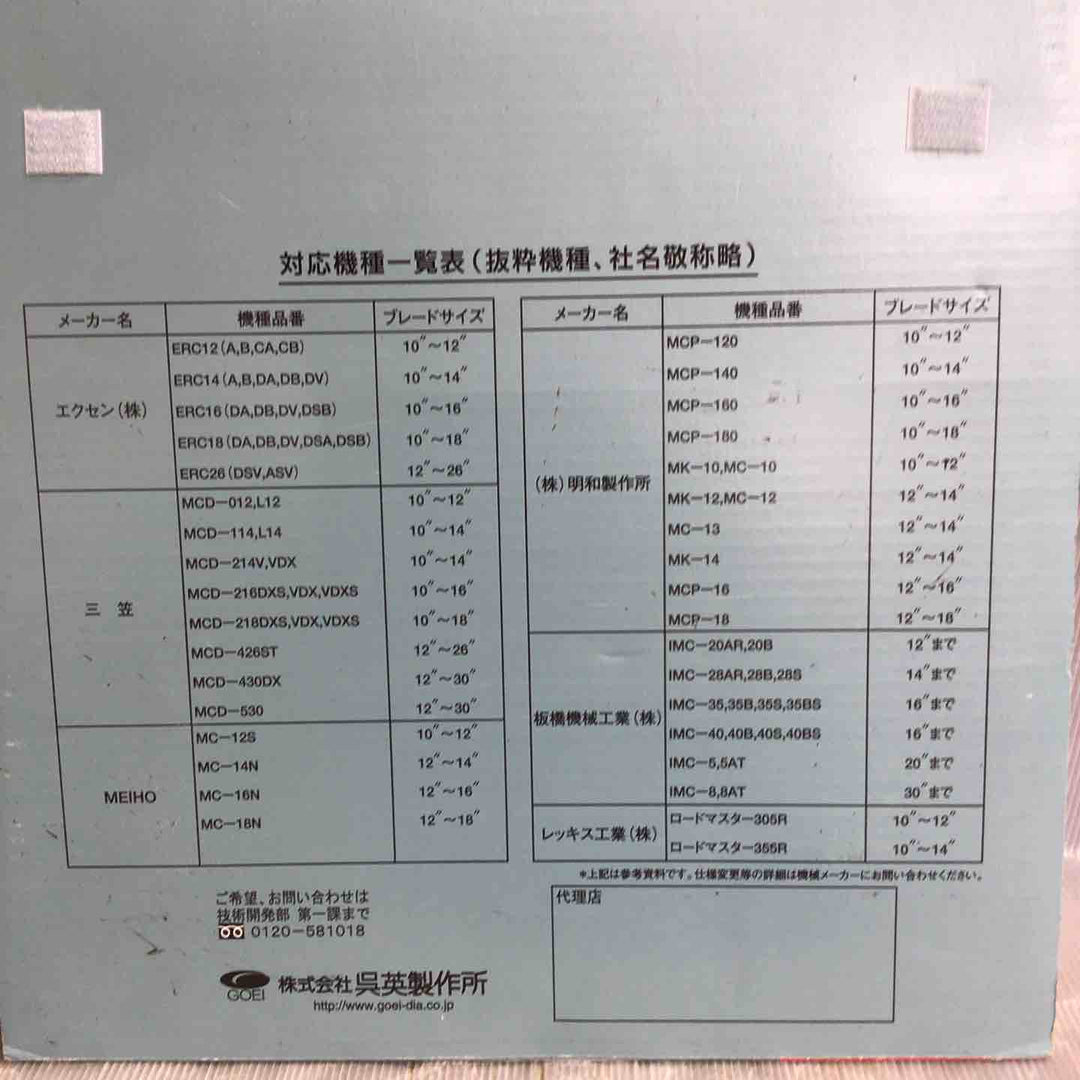 対応機種一覧表(抜粋機種、社名敬称略)
メーカー名 機種品番 ブレードサイズ
エクセン(株)
ERC12(A,B,CA,CB) 10″～12″
ERC14(A,B,DA,DB,DV) 10″～14″
ERC16(DA,DB,DV,DSB) 10″～16″
ERC18(DA,DB,DV,DSA,DSB) 10″～18″
ERC26(DSV,ASV) 12″～26″
三笠
MCD-012,L12 10″～12″
MCD-114,L14 10″～14″
MCD-214V,VDX 10″～14″
MCD-216DXS,VDX,VDXS 10″～16″
MCD-218DXS,VDX,VDXS 10″～18″
MCD-426ST 12″～26″
MCD-430DX 12″～30″
MCD-530 12″～30″
MEIHO
MC-12S 10″～12″
MC-14N 12″～14″
MC-16N 12″～16″
MC-18N 12″～18″
メーカー名 機種品番 ブレードサイズ
(株)明和製作所
MCP-120 10″～12″
MCP-140 10″～14″
MCP-160 10″～16″
MCP-180 10″～18″
MK-10,MC-10 10″～12″
MK-12,MC-12 12″～14″
MC-13 12″～14″
MK-14 12″～14″
MCP-16 12″～16″
MCP-18 12″～18″
板橋機械工業(株)
IMC-20AR,20B 12″まで
IMC-28AR,28B,28S 14″まで
IMC-35,35B,35S,35BS 16″まで
IMC-40,40B,40S,40BS 16″まで
IMC-5,5AT 20″まで
IMC-8,8AT 30″まで
レッキス工業(株)
ロードマスター305R 10″～12″
ロードマスター355R 10″～14″
*上記は参考資料です。仕様変更等の詳細は機械メーカーにお問い合わせください。
ご希望、お問い合わせは
技術開発部 第一課まで
0120-581018
GOEI 株式会社 呉英製作所
http://www.goei-dia.co.jp
代理店